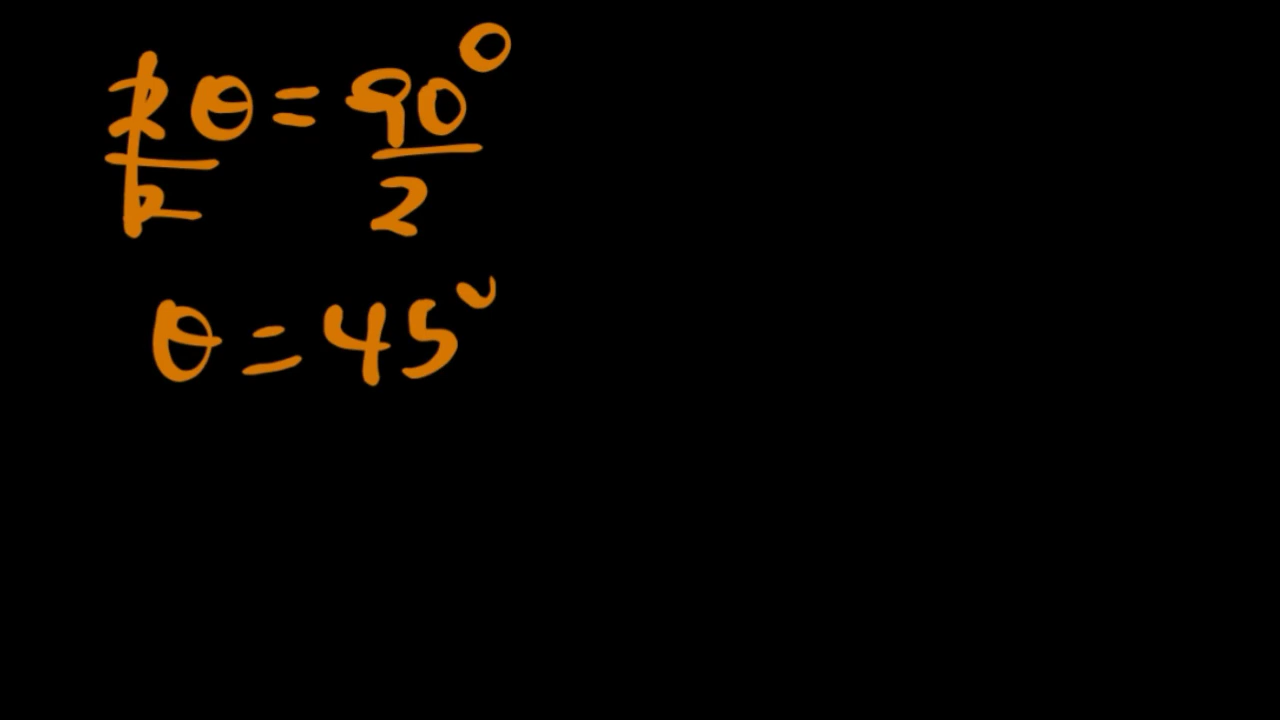 2θ = 90°
2 2
θ = 45°